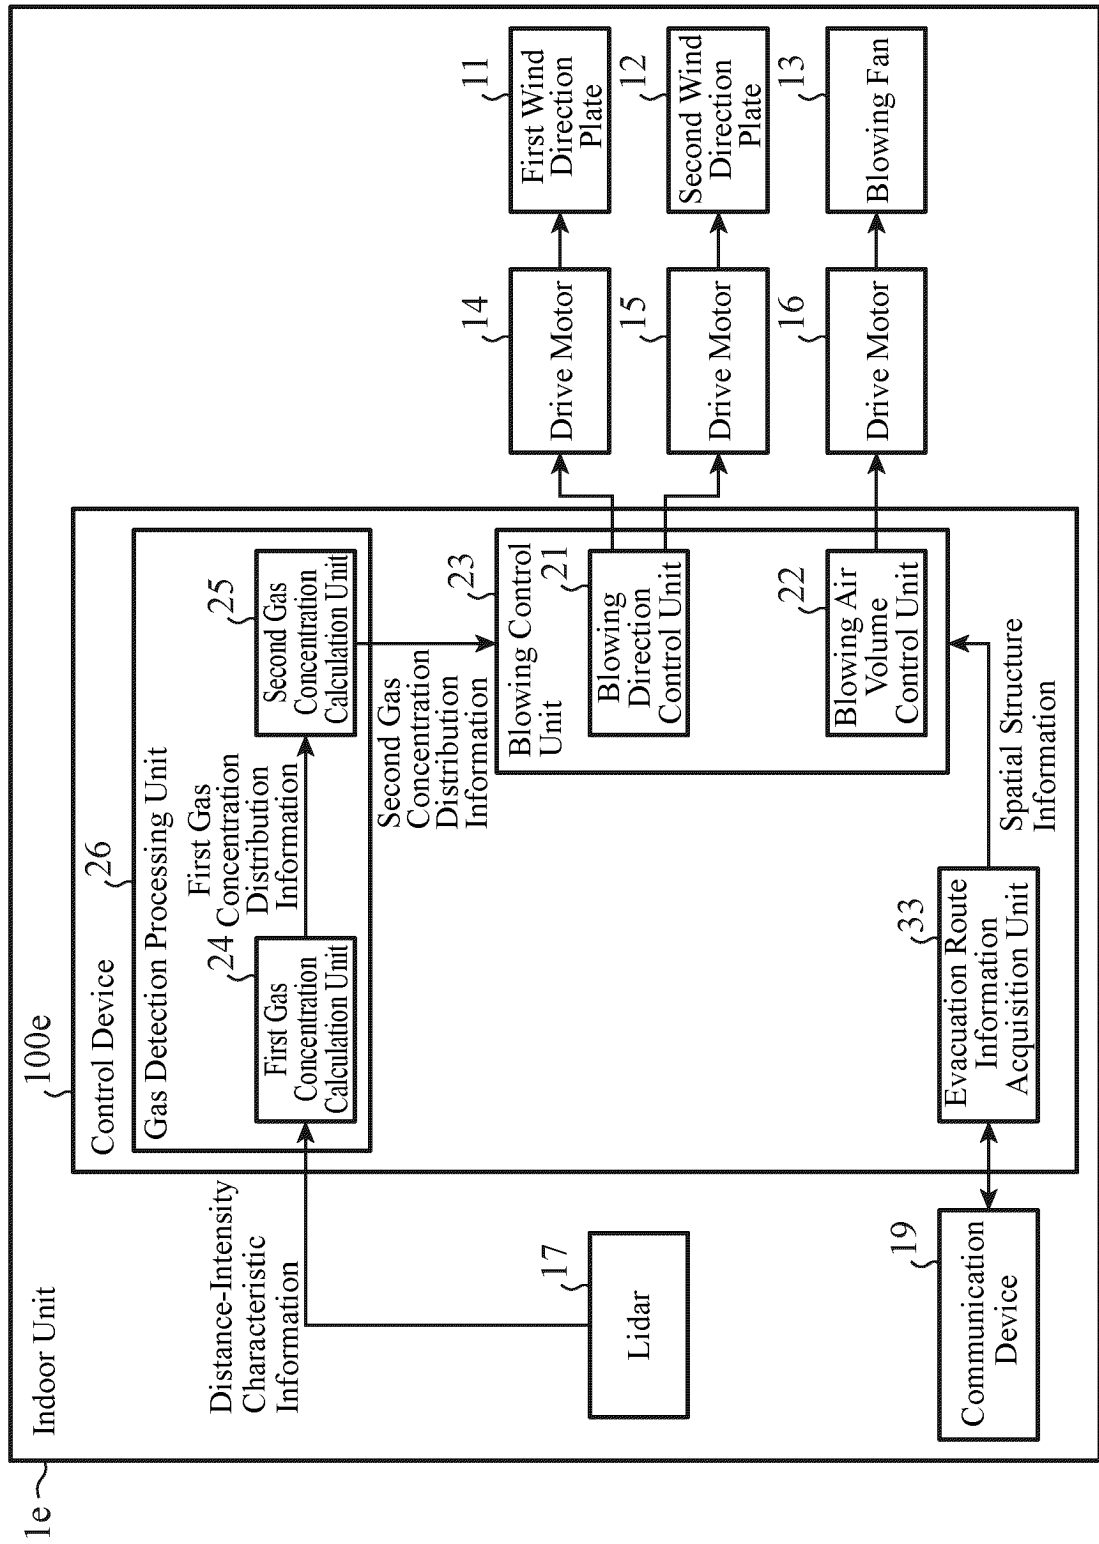 1e
Indoor Unit
100e
Control Device
26
Gas Detection Processing Unit
Distance-Intensity
Characteristic
Information
24
First Gas
Concentration
Calculation Unit
First Gas
Concentration
Distribution
Information
25
Second Gas
Concentration
Calculation Unit
Second Gas
Concentration
Distribution
Information
17
Lidar
23
Blowing Control
Unit
21
Blowing
Direction
Control Unit
22
Blowing Air
Volume
Control Unit
14
Drive Motor
11
First Wind
Direction
Plate
15
Drive Motor
12
Second Wind
Direction
Plate
16
Drive Motor
13
Blowing Fan
19
Communication
Device
33
Evacuation Route
Information
Acquisition Unit
Spatial Structure
Information